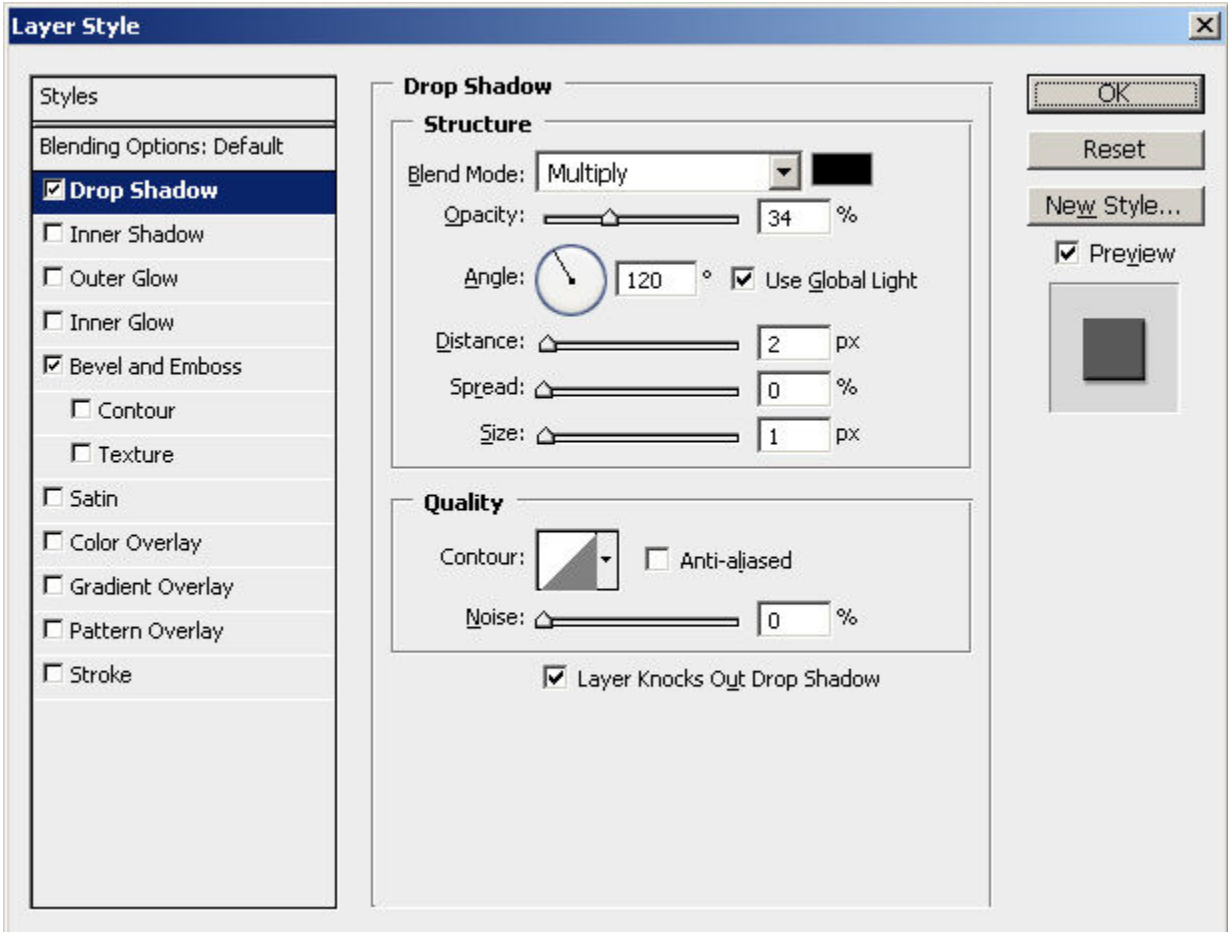 Layer Style
Styles
Blending Options: Default
Drop Shadow
Inner Shadow
Outer Glow
Inner Glow
Bevel and Emboss
Contour
Texture
Satin
Color Overlay
Gradient Overlay
Pattern Overlay
Stroke
Drop Shadow
Structure
Blend Mode: Multiply
Opacity: 34 %
Angle: 120 ° Use Global Light
Distance: 2 px
Spread: 0 %
Size: 1 px
Quality
Contour: Anti-aliased
Noise: 0 %
Layer Knocks Out Drop Shadow
OK
Reset
New Style...
Preview